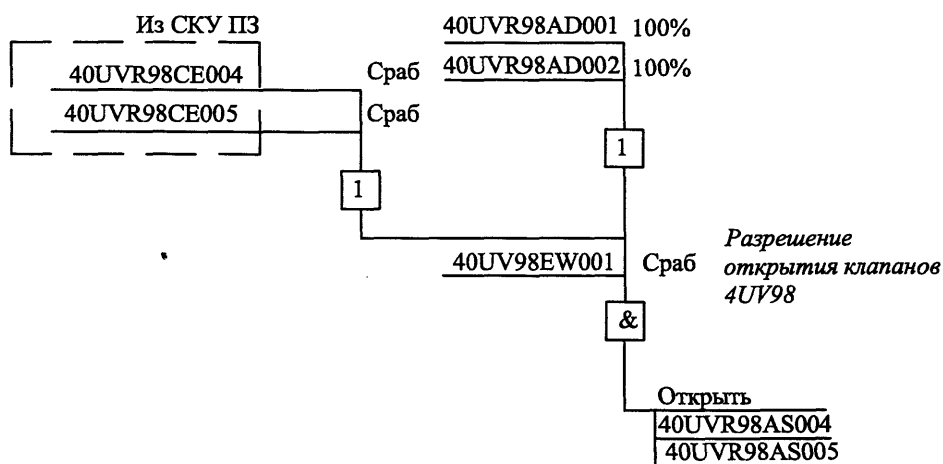 Из СКУ ПЗ
40UVR98CE004
Сраб
40UVR98CE005
Сраб
1
40UVR98AD001
100%
40UVR98AD002
100%
1
40UV98EW001
Сраб
Разрешение
открытия клапанов
4UV98
&
Открыть
40UVR98AS004
40UVR98AS005